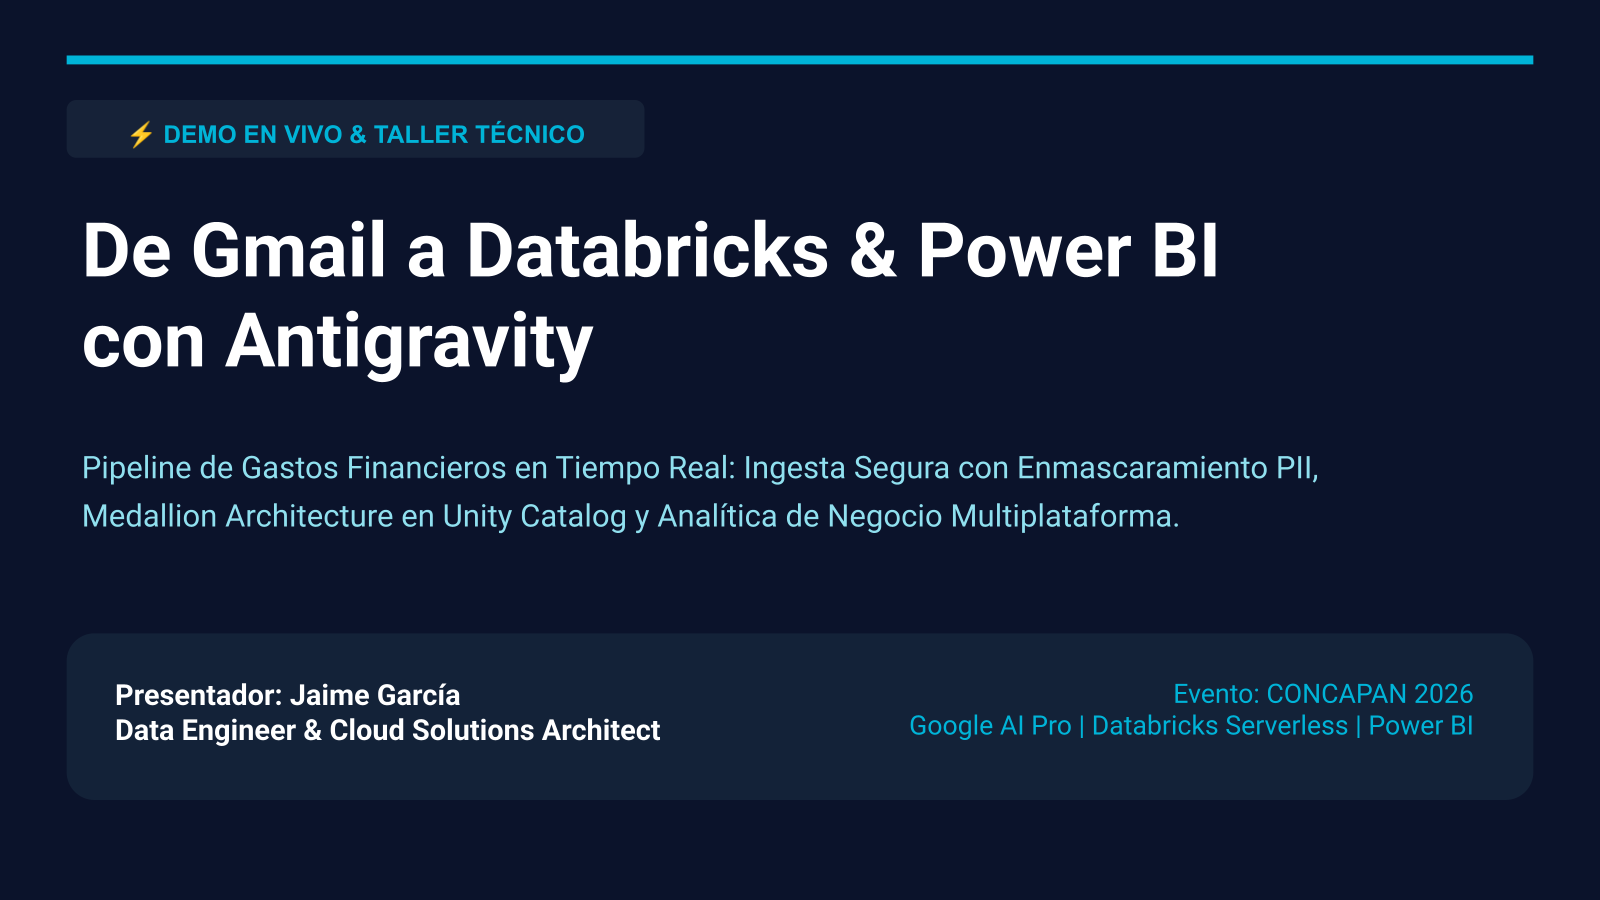 ⚡ DEMO EN VIVO & TALLER TÉCNICO
De Gmail a Databricks & Power BI
con Antigravity
Pipeline de Gastos Financieros en Tiempo Real: Ingesta Segura con Enmascaramiento PII,
Medallion Architecture en Unity Catalog y Analítica de Negocio Multiplataforma.
Presentador: Jaime García
Data Engineer & Cloud Solutions Architect
Evento: CONCAPAN 2026
Google AI Pro | Databricks Serverless | Power BI